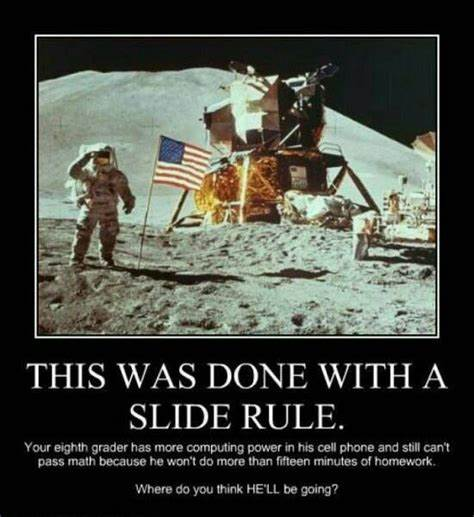 THIS WAS DONE WITH A
SLIDE RULE.
Your eighth grader has more computing power in his cell phone and still can't
pass math because he won't do more than fifteen minutes of homework.
Where do you think HE'LL be going?